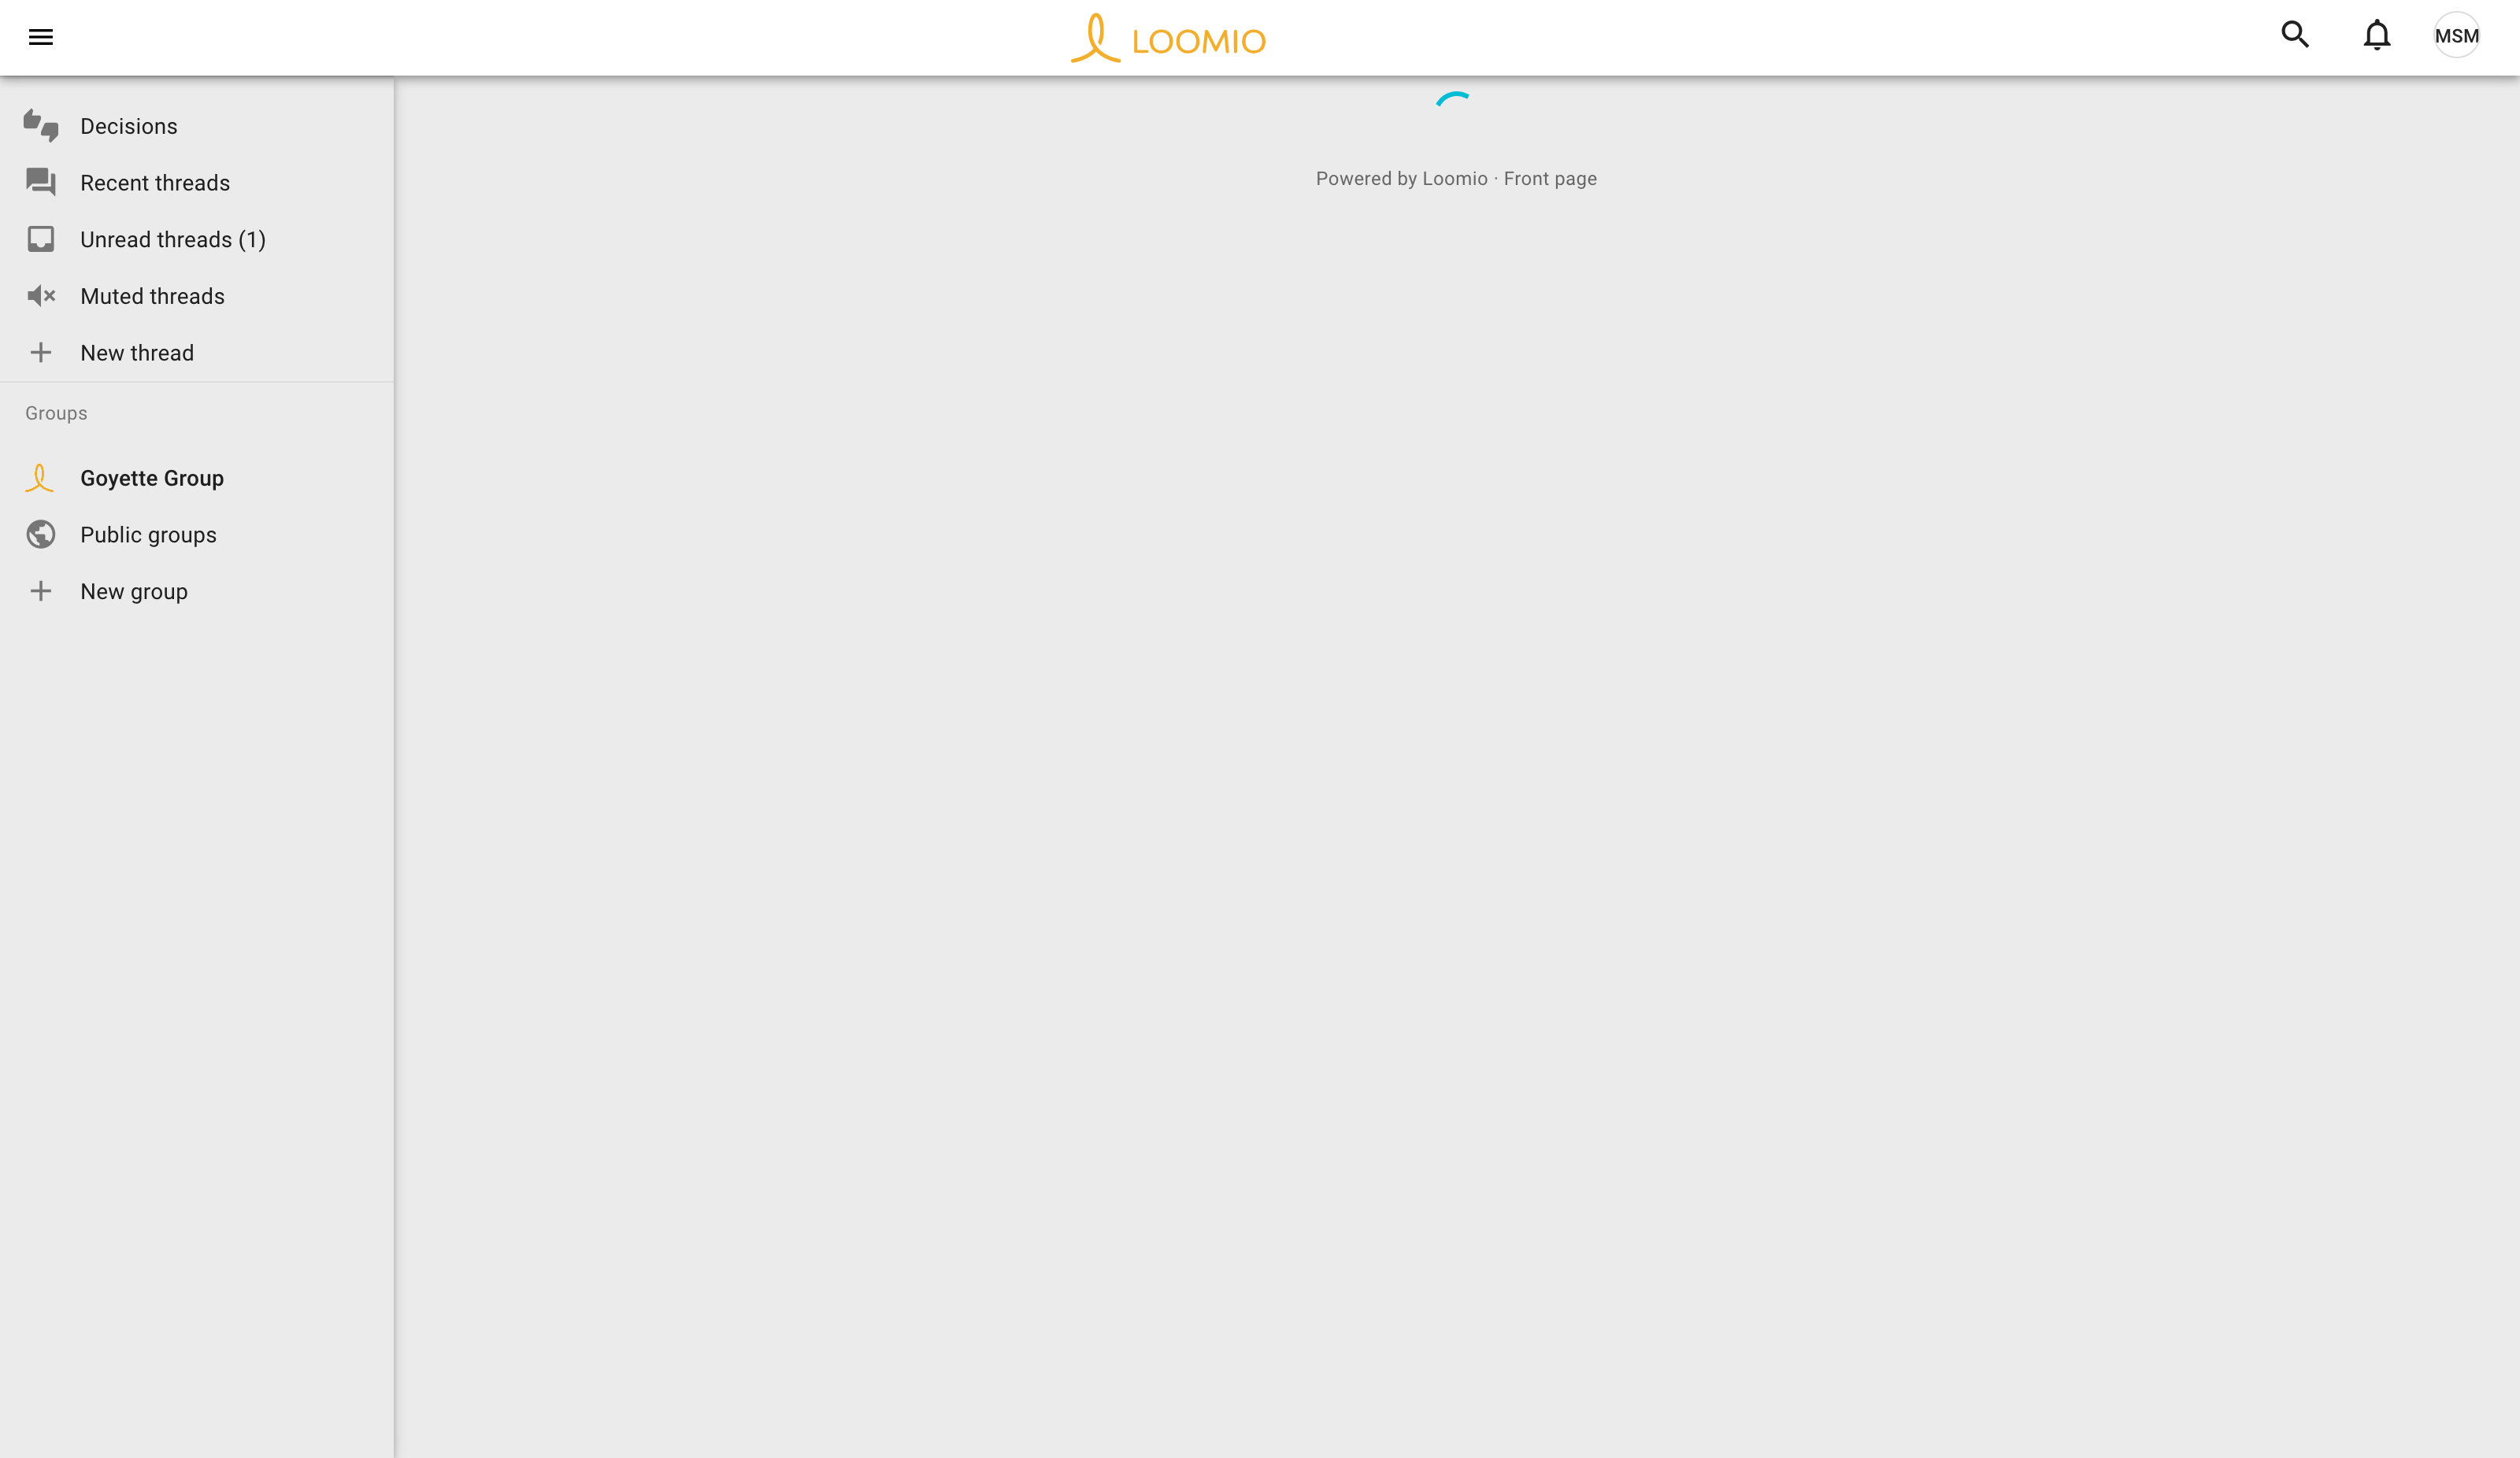 LOOMIO
MSM
Decisions
Recent threads
Unread threads (1)
Muted threads
New thread
Groups
Goyette Group
Public groups
New group
Powered by Loomio · Front page